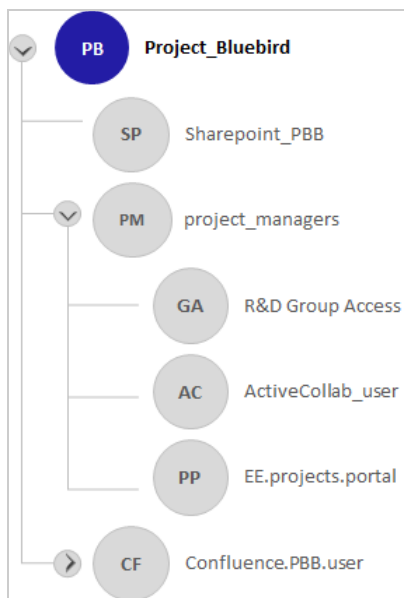 PB Project_Bluebird
SP Sharepoint_PBB
PM project_managers
GA R&D Group Access
AC ActiveCollab_user
PP EE.projects.portal
CF Confluence.PBB.user